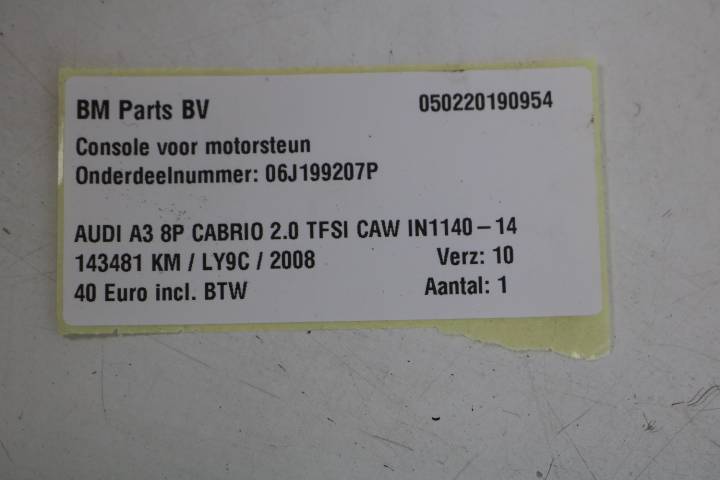 BM Parts BV 050220190954
Console voor motorsteun
Onderdeelnummer: 06J199207P
AUDI A3 8P CABRIO 2.0 TFSI CAW IN1140-14
143481 KM / LY9C / 2008 Verz: 10
40 Euro incl. BTW Aantal: 1